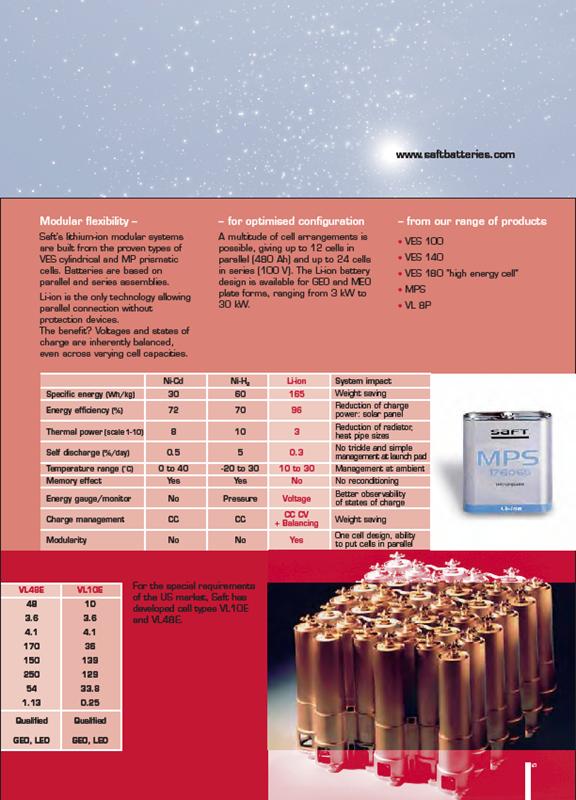 www.saftbatteries.com
Modular flexibility –
Saft's lithium-ion modular systems
are built from the proven types of
VES cylindrical and MP prismatic
cells. Batteries are based on
parallel and series assemblies.
Li-ion is the only technology allowing
parallel connection without
protection devices.
The benefit? Voltages and states of
charge are inherently balanced,
even across varying cell capacities.
– for optimised configuration
A multitude of cell arrangements is
possible, giving up to 12 cells in
parallel (480 Ah) and up to 24 cells
in series (100 V). The Li-ion battery
design is available for GEO and MEO
plate forms, ranging from 3 kW to
30 kW.
– from our range of products
• VES 100
• VES 140
• VES 180 "high energy cell"
• MPS
• VL 8P
Ni-Cd Ni-H₂ Li-ion System impact
Specific energy (Wh/kg) 30 60 165 Weight saving
Energy efficiency (%) 72 70 96 Reduction of charge
power: solar panel
Thermal power (scale 1-10) 8 10 3 Reduction of radiator,
heat pipe sizes
Self discharge (%/day) 0.5 5 0.3 No trickle and simple
management at launch pad
Temperature range (°C) 0 to 40 -20 to 30 10 to 30 Management at ambient
Memory effect Yes Yes No No reconditioning
Energy gauge/monitor No Pressure Voltage Better observability
of states of charge
Charge management CC CC CC CV
+ Balancing Weight saving
Modularity No No Yes One cell design, ability
to put cells in parallel
SAFT
MPS
176065
Li-ion
VL48E VL10E
48 10
3.6 3.6
4.1 4.1
170 36
150 139
250 129
54 33.8
1.13 0.25
Qualified Qualified
GEO, LEO GEO, LEO
For the special requirements
of the US market, Saft has
developed cell types VL10E
and VL48E.